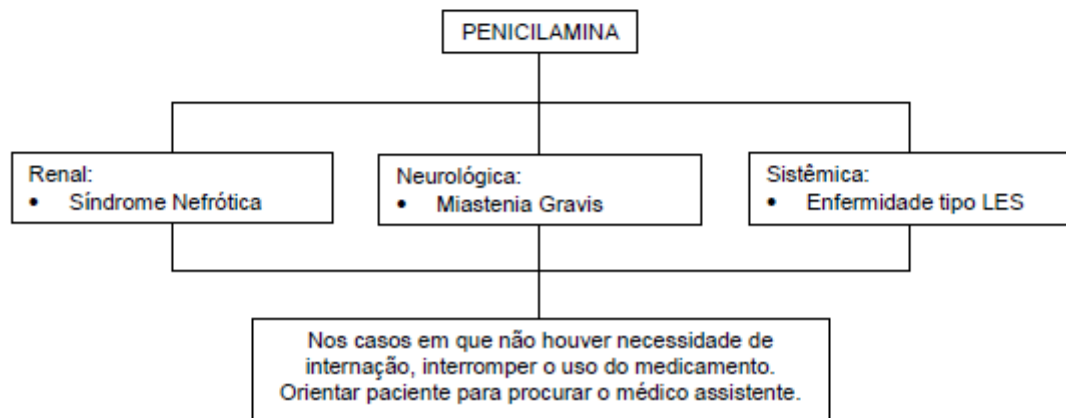 PENICILAMINA
Renal:
• Síndrome Nefrótica
Neurológica:
• Miastenia Gravis
Sistêmica:
• Enfermidade tipo LES
Nos casos em que não houver necessidade de
internação, interromper o uso do medicamento.
Orientar paciente para procurar o médico assistente.